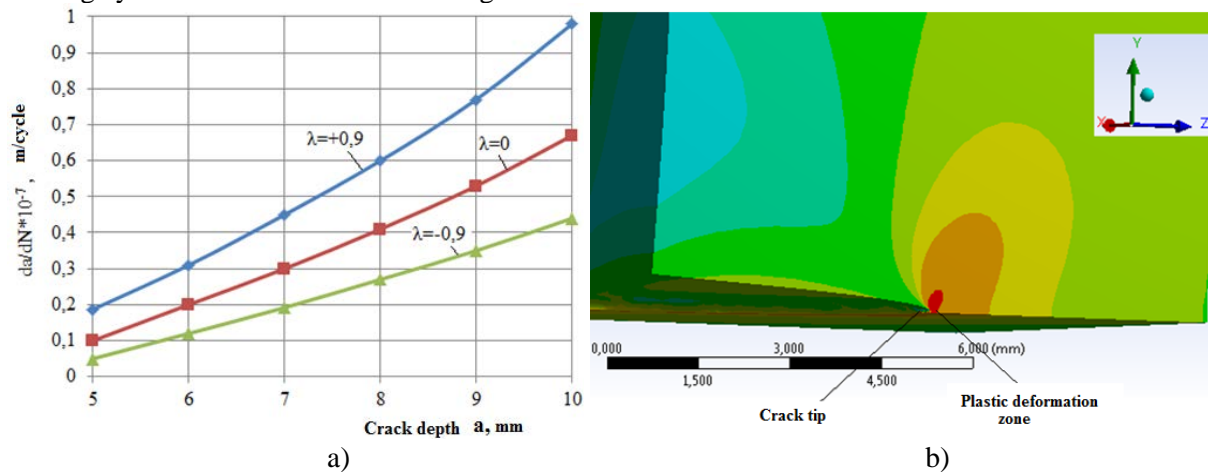 1
0,9
0,8
0,7
0,6
0,5
0,4
0,3
0,2
0,1
0
da/dN*10⁻⁷, m/cycle
λ=+0,9
λ=0
λ=-0,9
5 6 7 8 9 10
Crack depth a, mm
a)
Y
X
Z
0,000 3,000 6,000 (mm)
1,500 4,500
Crack tip
Plastic deformation
zone
b)